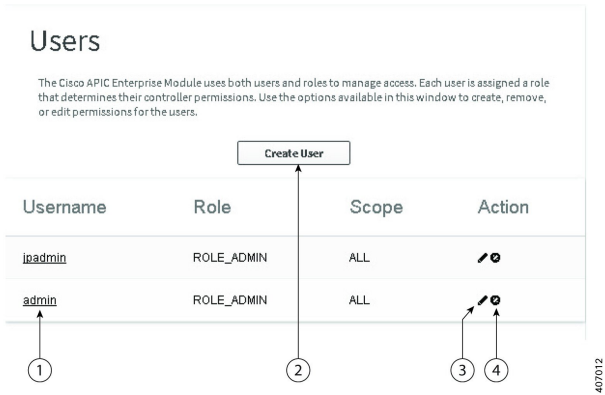 Users
The Cisco APIC Enterprise Module uses both users and roles to manage access. Each user is assigned a role
that determines their controller permissions. Use the options available in this window to create, remove,
or edit permissions for the users.
Create User
Username Role Scope Action
jpadmin ROLE_ADMIN ALL
admin ROLE_ADMIN ALL
1 2 3 4
407012